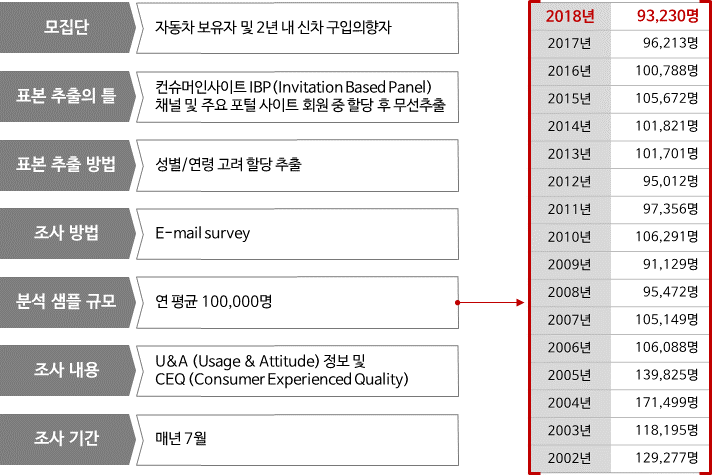 모집단
자동차 보유자 및 2년 내 신차 구입의향자
표본 추출의 틀
컨슈머인사이트 IBP(Invitation Based Panel)
채널 및 주요 포털 사이트 회원 중 할당 후 무선추출
표본 추출 방법
성별/연령 고려 할당 추출
조사 방법
E-mail survey
분석 샘플 규모
연 평균 100,000명
조사 내용
U&A (Usage & Attitude) 정보 및
CEQ (Consumer Experienced Quality)
조사 기간
매년 7월
2018년 93,230명
2017년 96,213명
2016년 100,788명
2015년 105,672명
2014년 101,821명
2013년 101,701명
2012년 95,012명
2011년 97,356명
2010년 106,291명
2009년 91,129명
2008년 95,472명
2007년 105,149명
2006년 106,088명
2005년 139,825명
2004년 171,499명
2003년 118,195명
2002년 129,277명